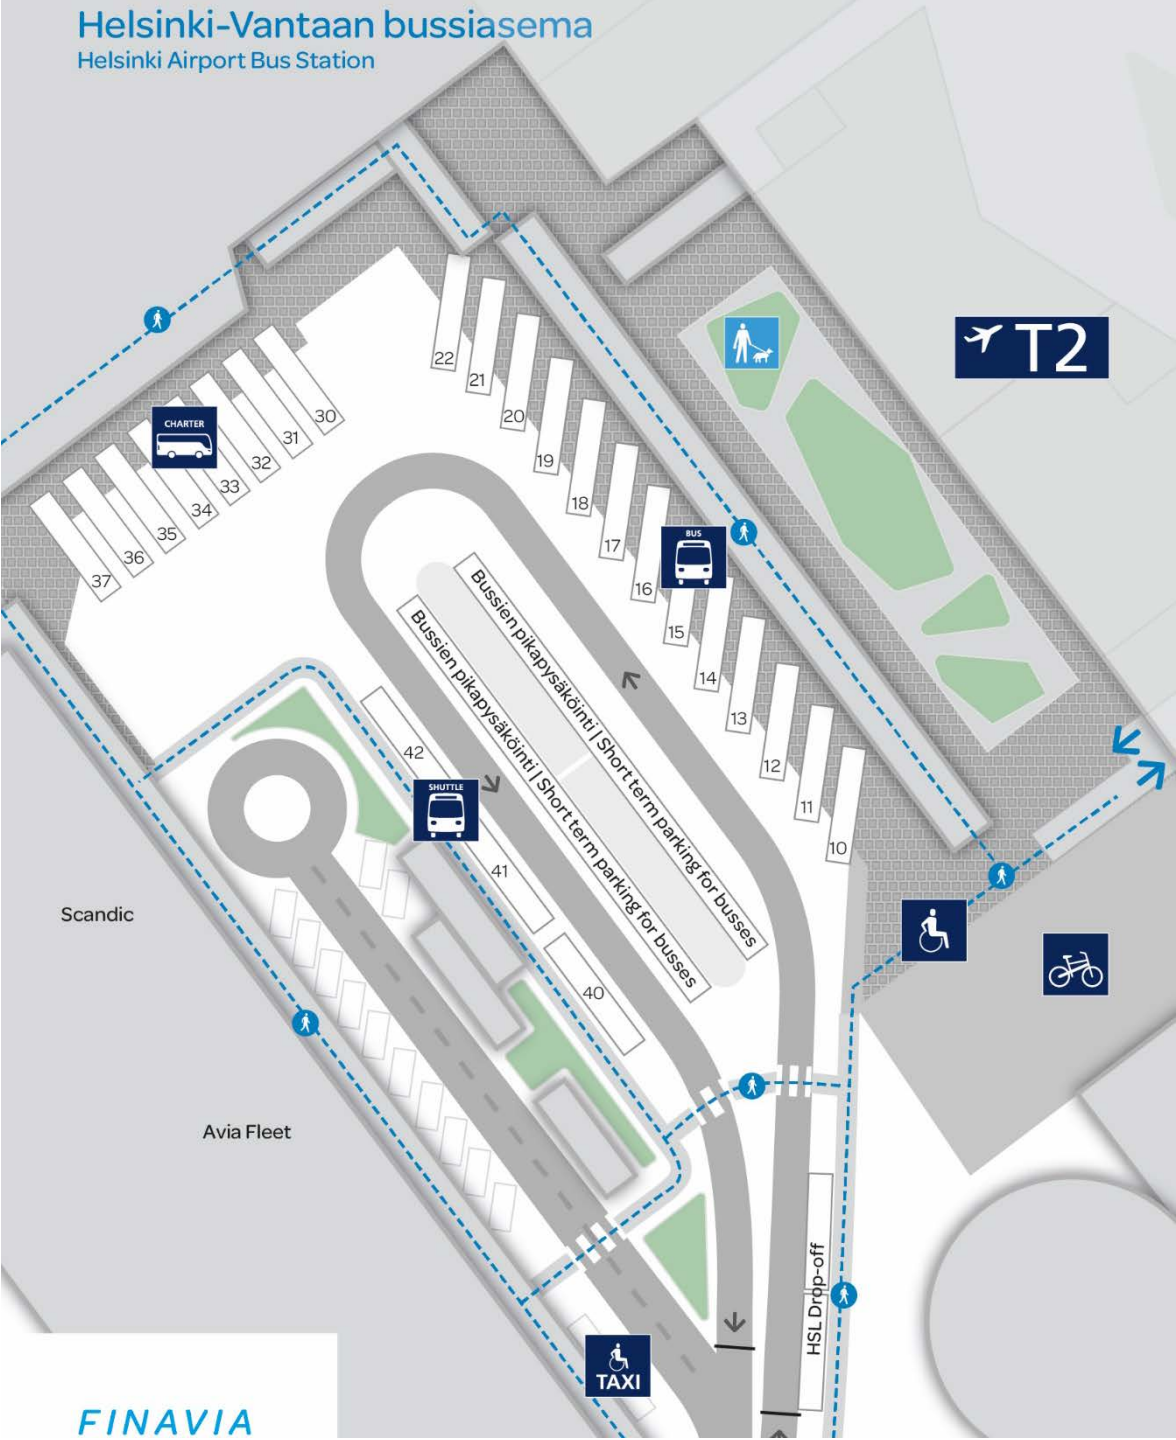 Helsinki-Vantaan bussiasema
Helsinki Airport Bus Station
T2
22
21
20
19
18
17
16
15
14
13
12
11
10
BUS
CHARTER
30
31
32
33
34
35
36
37
Bussien pikapysäköinti | Short term parking for busses
Bussien pikapysäköinti | Short term parking for busses
42
SHUTTLE
41
40
Scandic
Avia Fleet
HSL Drop-off
TAXI
FINAVIA